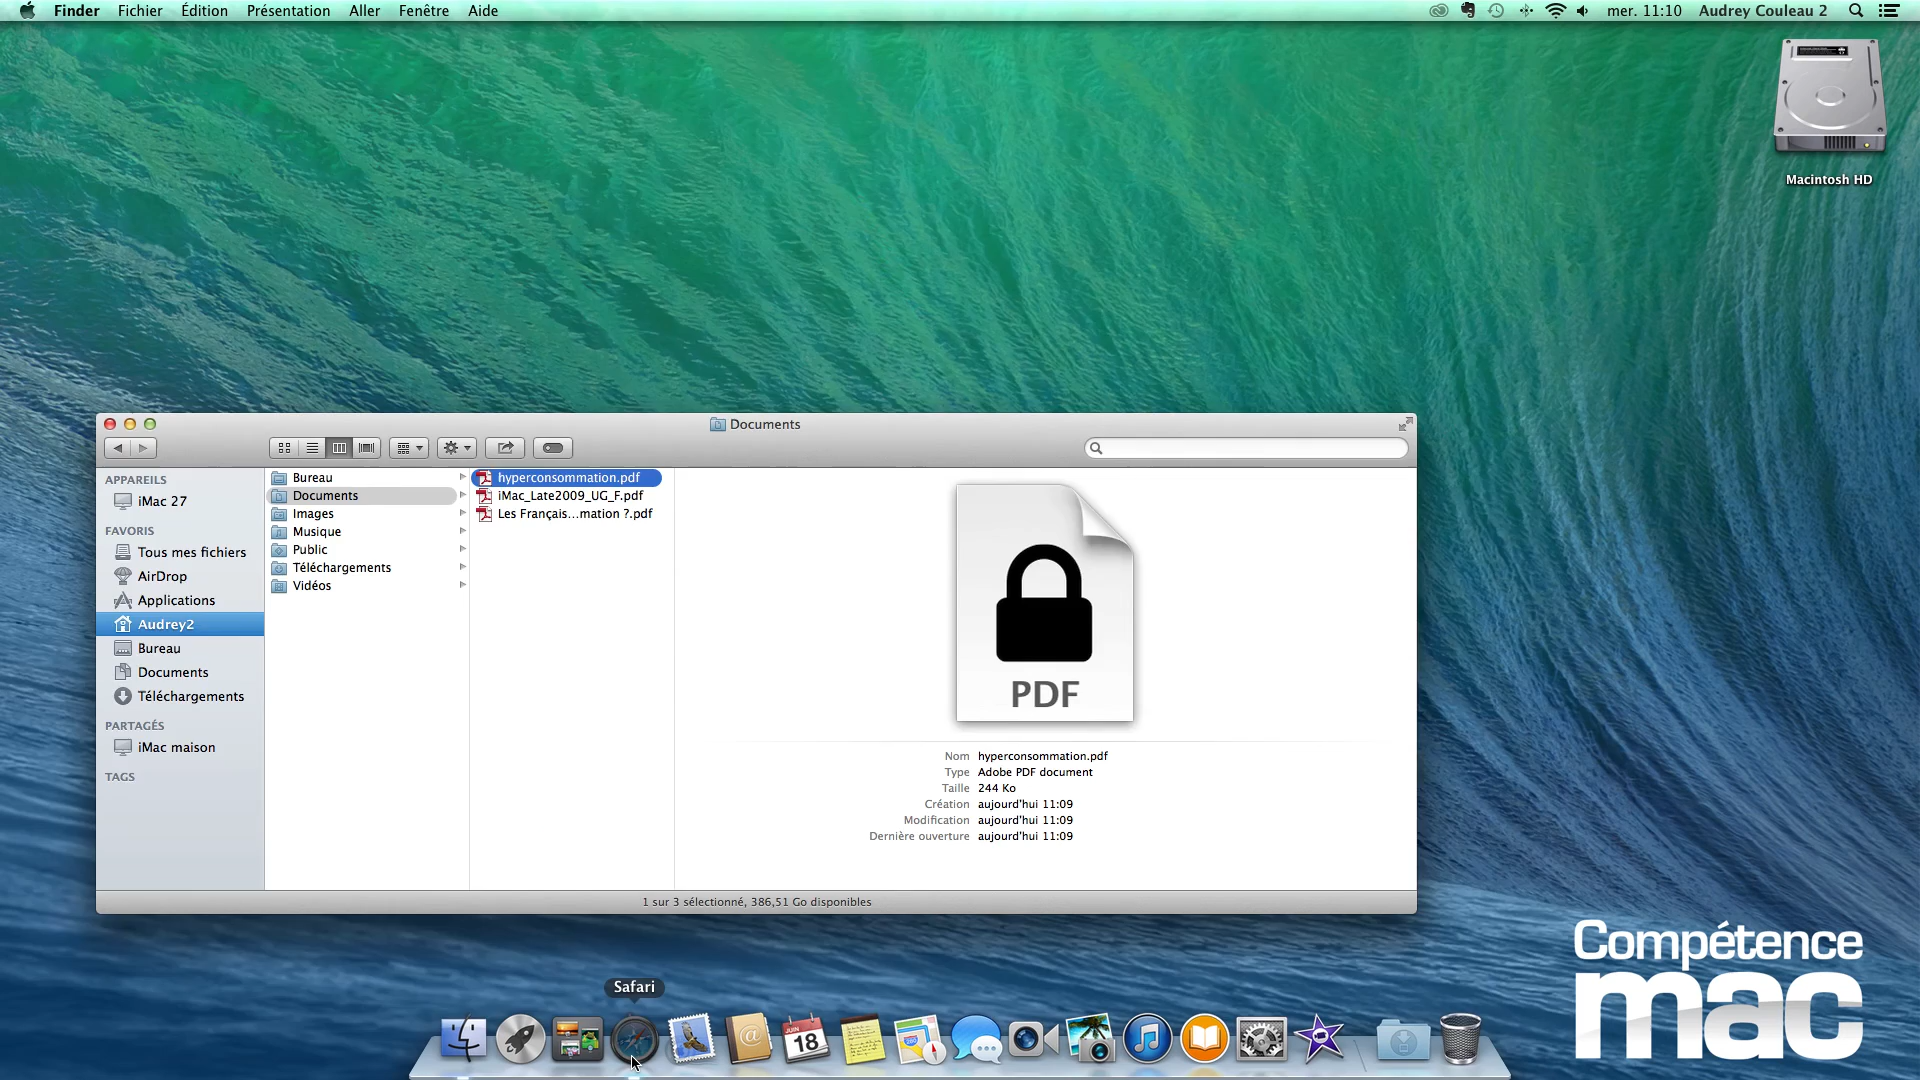 Finder Fichier Édition Présentation Aller Fenêtre Aide
mer. 11:10 Audrey Couleau 2
Macintosh HD
Documents
APPAREILS
iMac 27
FAVORIS
Tous mes fichiers
AirDrop
Applications
Audrey2
Bureau
Documents
Téléchargements
PARTAGÉS
iMac maison
TAGS
Bureau
Documents
Images
Musique
Public
Téléchargements
Vidéos
hyperconsommation.pdf
iMac_Late2009_UG_F.pdf
Les Français...mation ?.pdf
PDF
Nom hyperconsommation.pdf
Type Adobe PDF document
Taille 244 Ko
Création aujourd'hui 11:09
Modification aujourd'hui 11:09
Dernière ouverture aujourd'hui 11:09
1 sur 3 sélectionné, 386,51 Go disponibles
Compétence
mac
Safari
JUIN
18